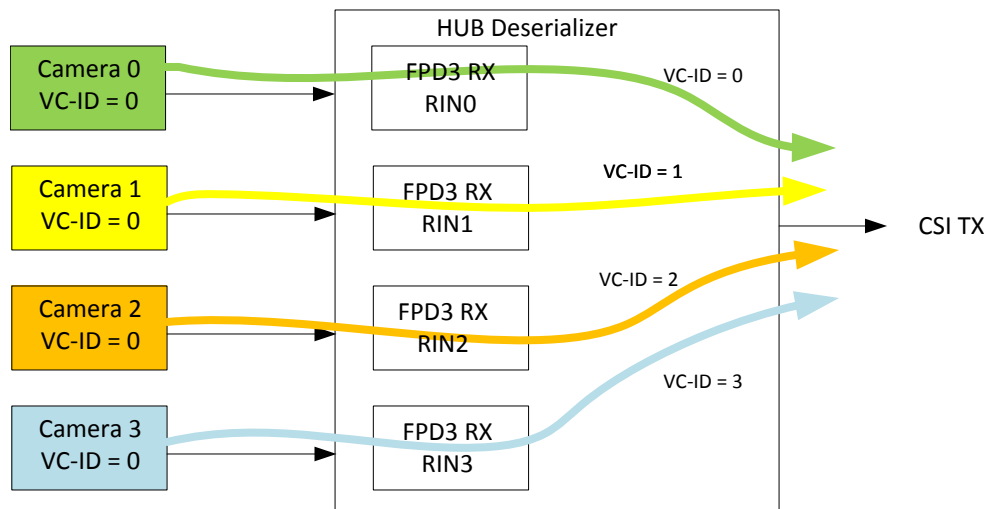 HUB Deserializer
Camera 0
VC-ID = 0
FPD3 RX
RIN0
VC-ID = 0
Camera 1
VC-ID = 0
FPD3 RX
RIN1
VC-ID = 1
CSI TX
Camera 2
VC-ID = 0
FPD3 RX
RIN2
VC-ID = 2
Camera 3
VC-ID = 0
FPD3 RX
RIN3
VC-ID = 3